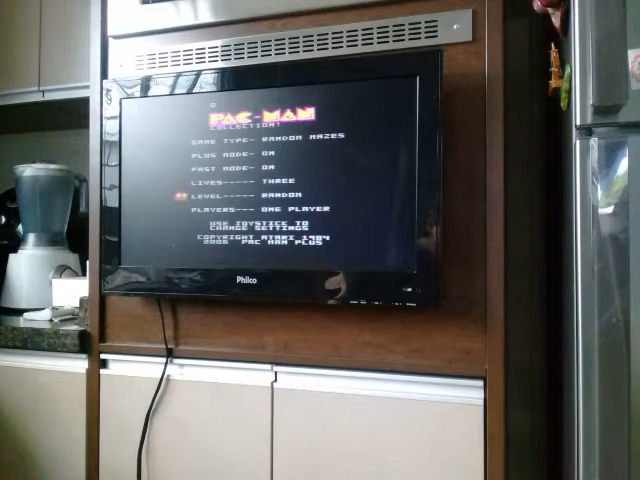 PAC-MAN
COLLECTION!
GAME TYPE- RANDOM MAZES
PLUS MODE- ON
FAST MODE- ON
LIVES----- THREE
LEVEL----- RANDOM
PLAYERS--- ONE PLAYER
USE JOYSTICK TO
CHANGE SETTINGS
COPYRIGHT ATARI 1984
2006 PAC MAN PLUS
Philco